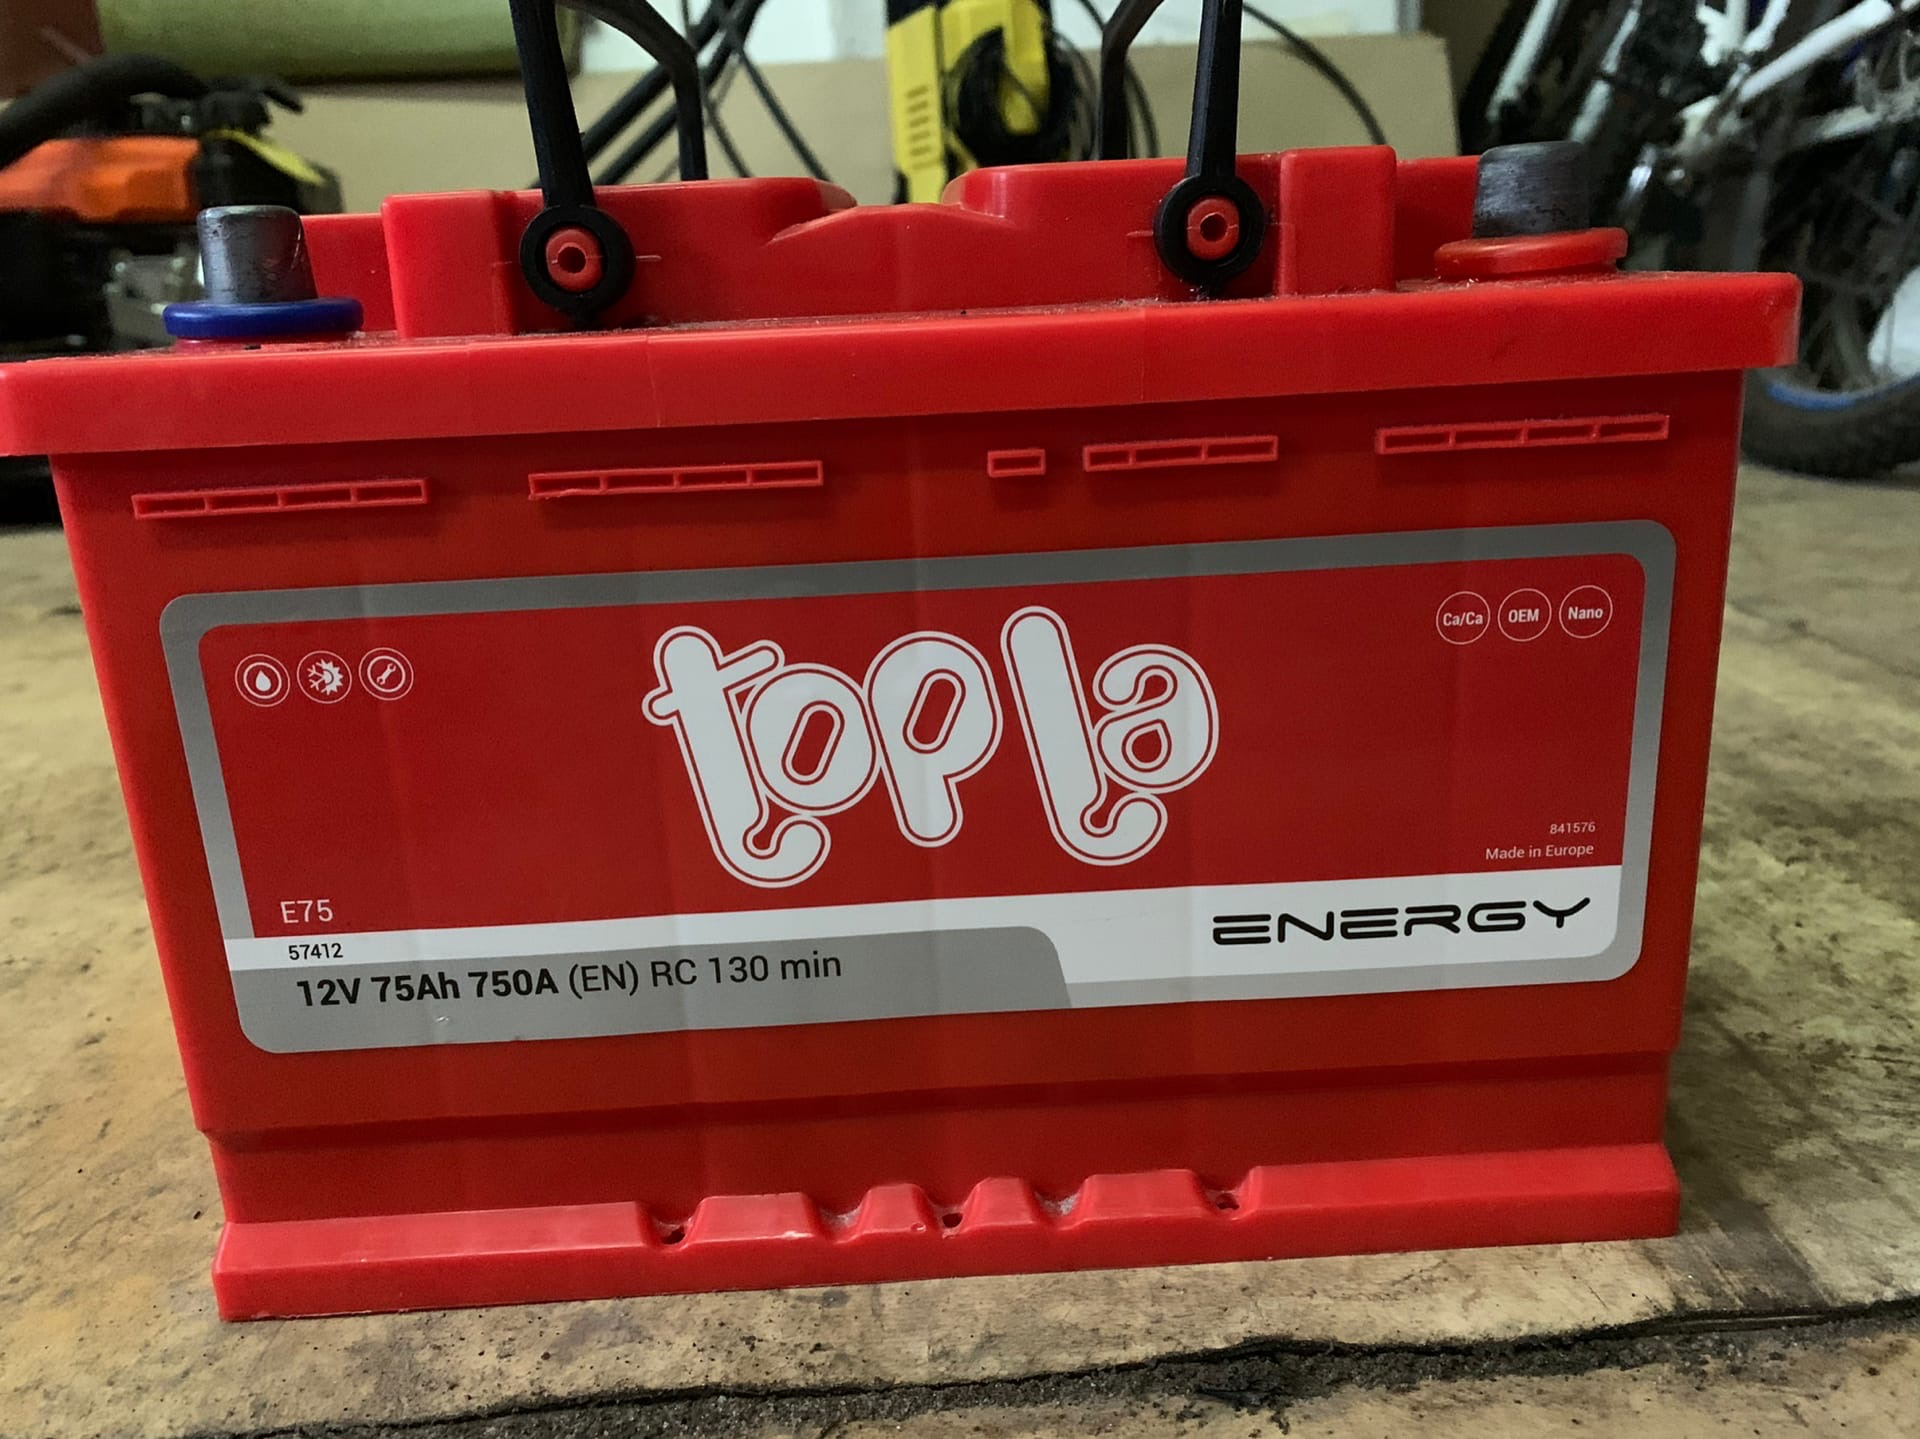 Ca/Ca OEM Nano
topla
841576
Made in Europe
E75
57412
ENERGY
12V 75Ah 750A (EN) RC 130 min